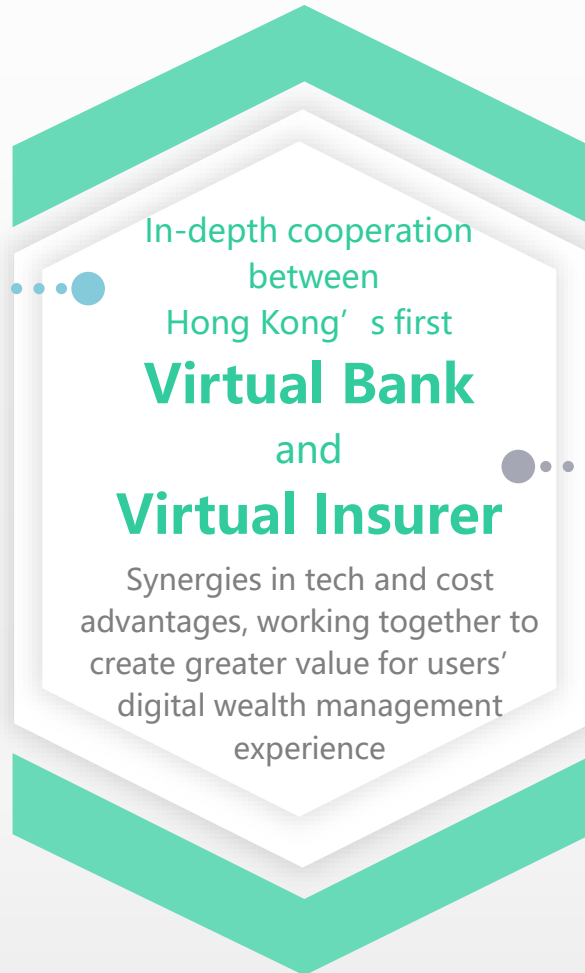 In-depth cooperation
between
Hong Kong’ s first
Virtual Bank
and
Virtual Insurer
Synergies in tech and cost
advantages, working together to
create greater value for users’
digital wealth management
experience